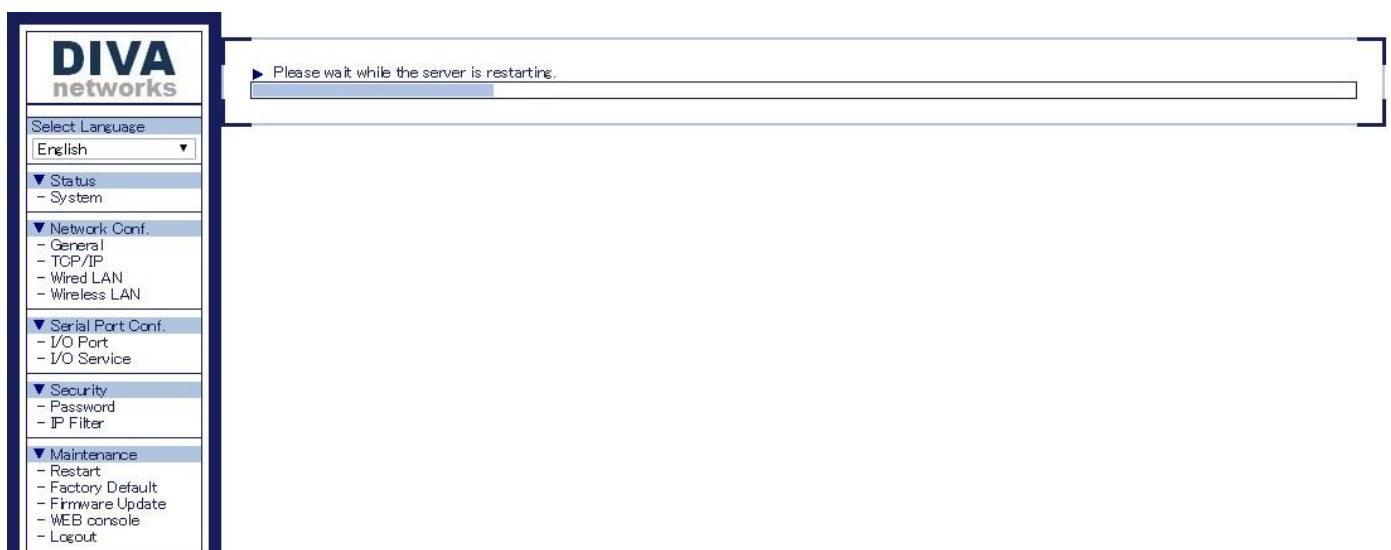 DIVA
networks
Select Language
English
▼ Status
- System
▼ Network Conf.
- General
- TCP/IP
- Wired LAN
- Wireless LAN
▼ Serial Port Conf.
- I/O Port
- I/O Service
▼ Security
- Password
- IP Filter
▼ Maintenance
- Restart
- Factory Default
- Firmware Update
- WEB console
- Logout
► Please wait while the server is restarting.